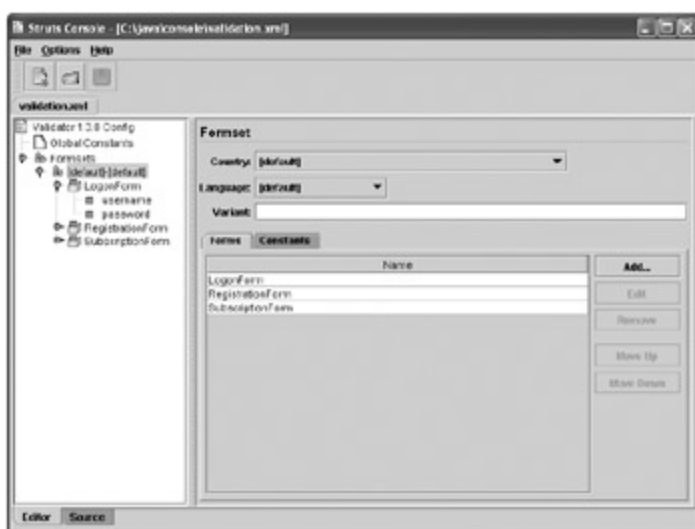 Struts Console - [C:\java\console\validation.xml]
File Options Help
validation.xml
Validator 1.3.0 Config
Global Constants
Formsets
[default]-[default]
LogonForm
username
password
RegistrationForm
SubscriptionForm
Formset
Country: [default]
Language: [default]
Variant:
Forms Constants
Name
LogonForm
RegistrationForm
SubscriptionForm
Add...
Edit
Remove
Move Up
Move Down
Editor Source